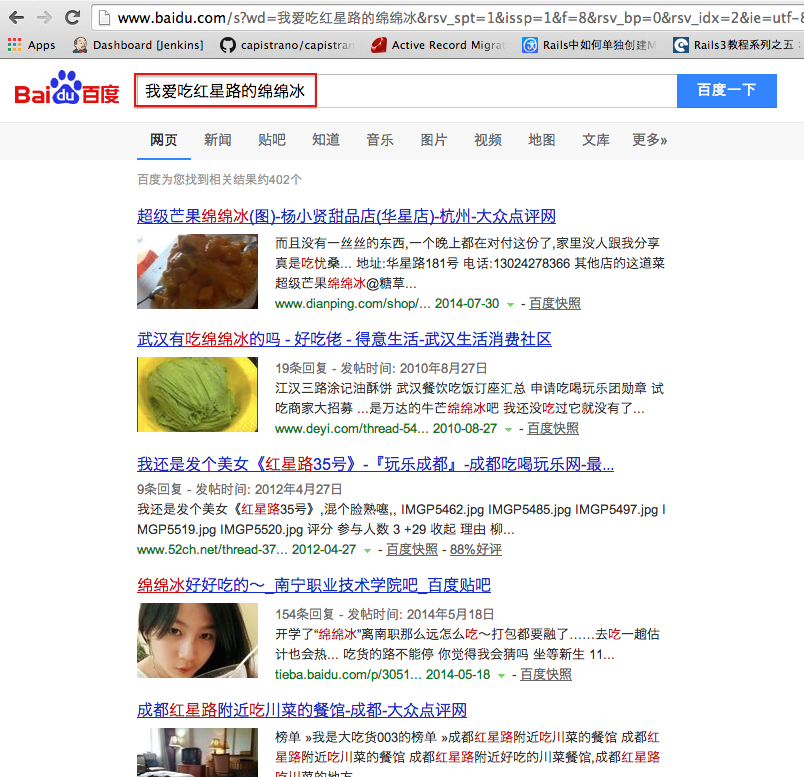 www.baidu.com/s?wd=我爱吃红星路的绵绵冰&rsv_spt=1&issp=1&f=8&rsv_bp=0&rsv_idx=2&ie=utf-8
Apps Dashboard [Jenkins] capistrano/capistran Active Record Migrat Rails中如何单独创建M Rails3教程系列之五:
Bai du 百度 我爱吃红星路的绵绵冰 百度一下
网页 新闻 贴吧 知道 音乐 图片 视频 地图 文库 更多»
百度为您找到相关结果约402个
超级芒果绵绵冰(图)-杨小贤甜品店(华星店)-杭州-大众点评网
而且没有一丝丝的东西,一个晚上都在对付这份了,家里没人跟我分享
真是吃忧桑... 地址:华星路181号 电话:13024278366 其他店的这道菜
超级芒果绵绵冰@糖草...
www.dianping.com/shop/... 2014-07-30 - 百度快照
武汉有吃绵绵冰的吗 - 好吃佬 - 得意生活-武汉生活消费社区
19条回复 - 发帖时间: 2010年8月27日
江汉三路涂记油酥饼 武汉餐饮吃饭订座汇总 申请吃喝玩乐团勋章 试
吃商家大招募 ...是万达的牛芒绵绵冰吧 我还没吃过它就没有了...
www.deyi.com/thread-54... 2010-08-27 - 百度快照
我还是发个美女《红星路35号》-『玩乐成都』-成都吃喝玩乐网-最...
9条回复 - 发帖时间: 2012年4月27日
我还是发个美女《红星路35号》,混个脸熟噻,, IMGP5462.jpg IMGP5485.jpg IMGP5497.jpg I
MGP5519.jpg IMGP5520.jpg 评分 参与人数 3 +29 收起 理由 柳...
www.52ch.net/thread-37... 2012-04-27 - 百度快照 - 88%好评
绵绵冰好好吃的～_南宁职业技术学院吧_百度贴吧
154条回复 - 发帖时间: 2014年5月18日
开学了“绵绵冰”离南职那么远怎么吃～打包都要融了……去吃一趟估
计也会热... 吃货的路不能停 你觉得我会猜吗 坐等新生 11...
tieba.baidu.com/p/3051... 2014-05-18 - 百度快照
成都红星路附近吃川菜的餐馆-成都-大众点评网
榜单 »我是大吃货003的榜单 »成都红星路附近吃川菜的餐馆 成都红
星路附近吃川菜的餐馆 成都红星路附近好吃的川菜餐馆,成都红星路
吃川菜的地方